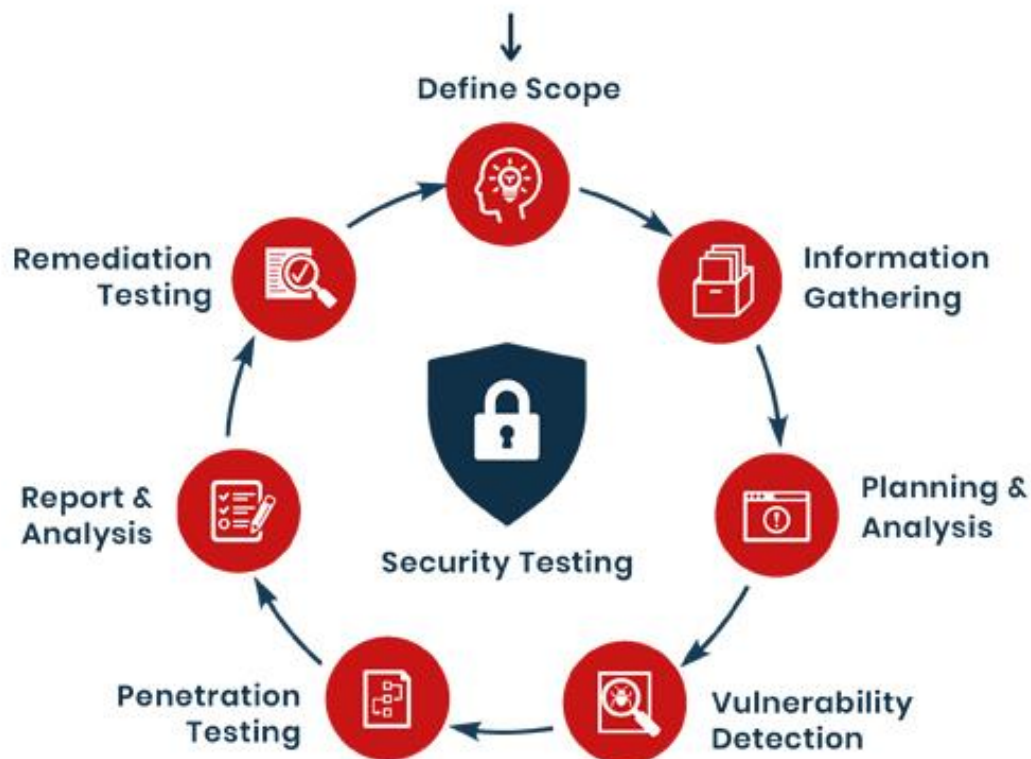 Define Scope
Information
Gathering
Planning &
Analysis
Vulnerability
Detection
Penetration
Testing
Report &
Analysis
Remediation
Testing
Security Testing